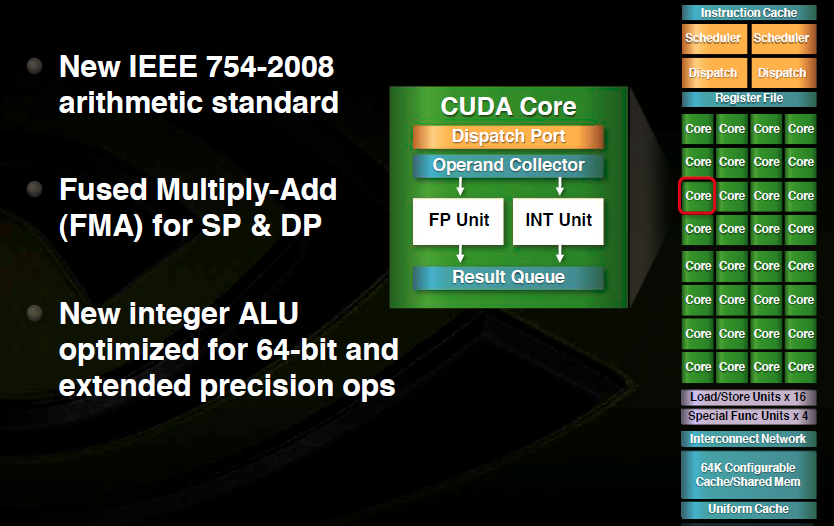 New IEEE 754-2008
arithmetic standard
Fused Multiply-Add
(FMA) for SP & DP
New integer ALU
optimized for 64-bit and
extended precision ops
CUDA Core
Dispatch Port
Operand Collector
FP Unit INT Unit
Result Queue
Instruction Cache
Scheduler Scheduler
Dispatch Dispatch
Register File
Core Core Core Core
Core Core Core Core
Core Core Core Core
Core Core Core Core
Core Core Core Core
Core Core Core Core
Core Core Core Core
Core Core Core Core
Load/Store Units x 16
Special Func Units x 4
Interconnect Network
64K Configurable
Cache/Shared Mem
Uniform Cache